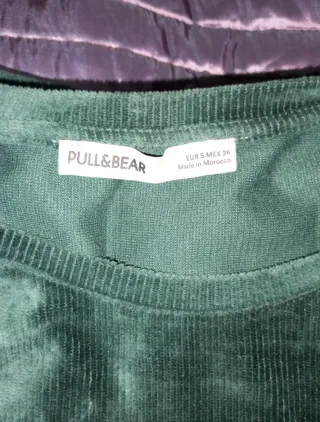 PULL&BEAR
EUR S MEX 26
Made in Morocco